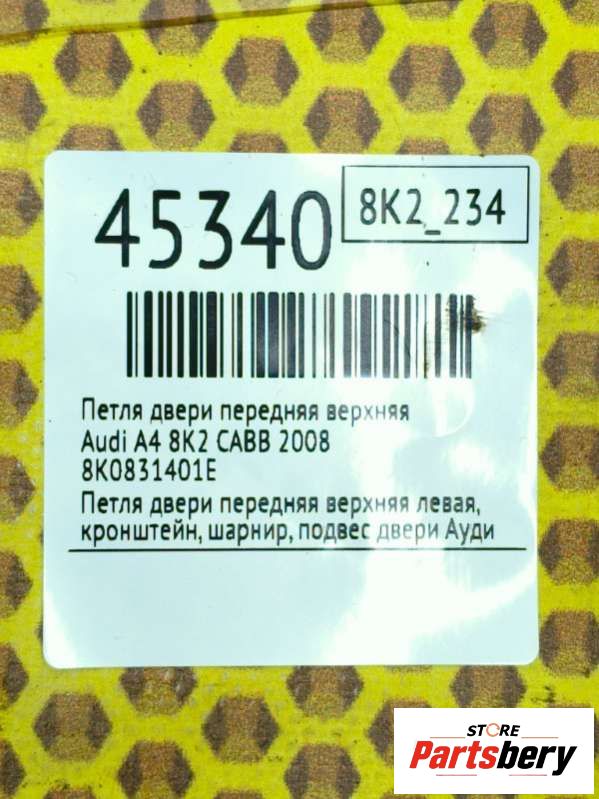 45340
8K2_234
Петля двери передняя верхняя
Audi A4 8K2 CABB 2008
8K0831401E
Петля двери передняя верхняя левая,
кронштейн, шарнир, подвес двери Ауди
STORE
Partsbery